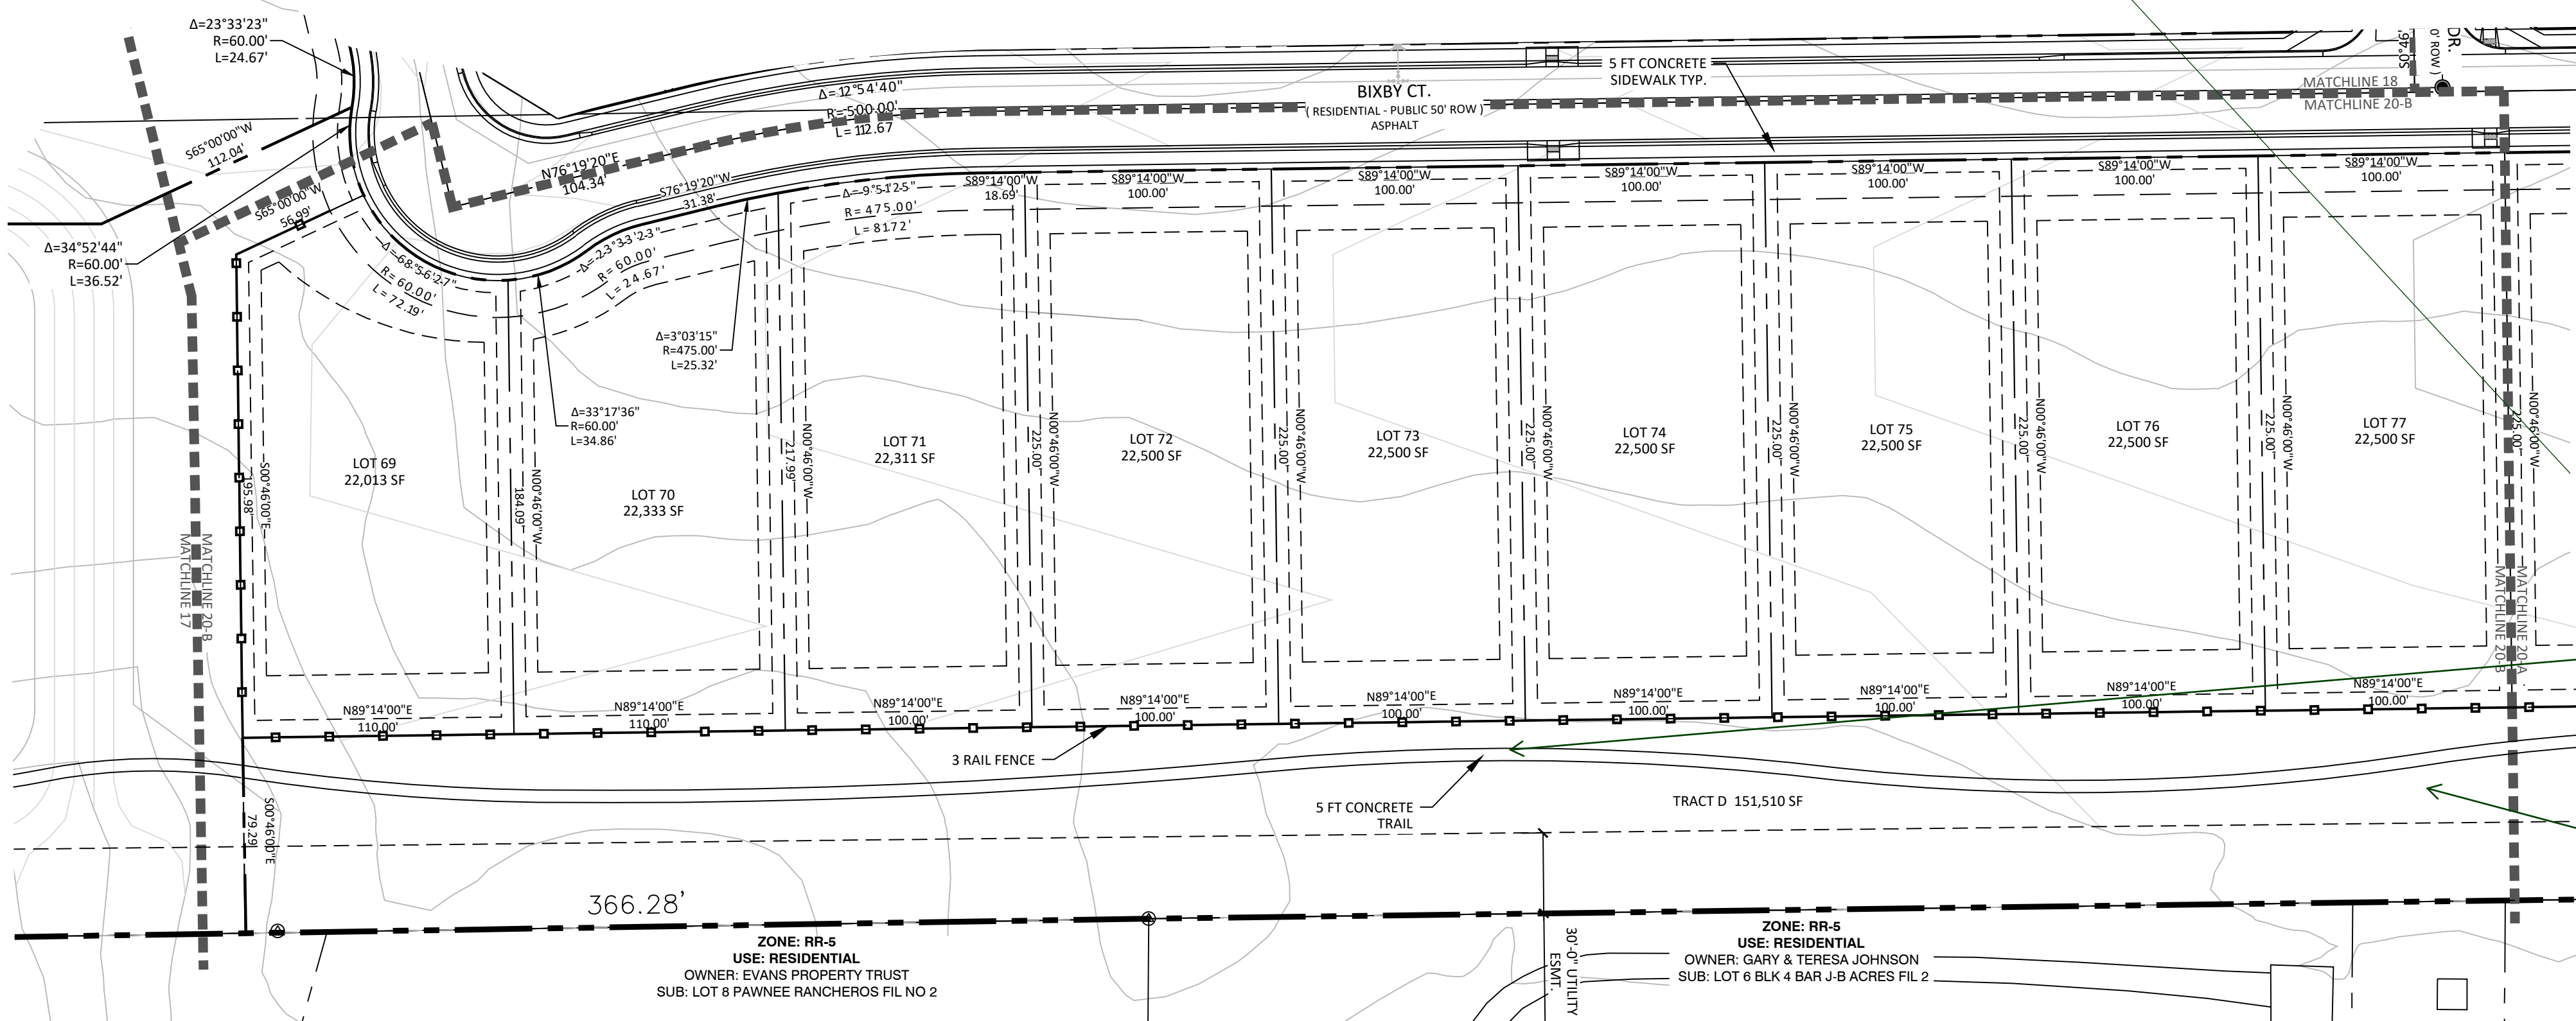 Δ=23°33'23"
R=60.00'
L=24.67'
S65°00'00"W
112.04'
S65°00'00"W
56.99'
Δ=34°52'44"
R=60.00'
L=36.52'
Δ=12°54'40"
R=500.00'
L=112.67
N76°19'20"E
104.34'
S76°19'20"W
31.38'
Δ=9°51'25"
R=475.00'
L=81.72'
Δ=68°56'27"
R=60.00'
L=72.19'
Δ=23°33'23"
R=60.00'
L=24.67'
Δ=3°03'15"
R=475.00'
L=25.32'
Δ=33°17'36"
R=60.00'
L=34.86'
BIXBY CT.
( RESIDENTIAL - PUBLIC 50' ROW )
ASPHALT
5 FT CONCRETE
SIDEWALK TYP.
S0°46'
DR.
0' ROW )
MATCHLINE 18
MATCHLINE 20-B
S89°14'00"W
18.69'
S89°14'00"W
100.00'
S89°14'00"W
100.00'
S89°14'00"W
100.00'
S89°14'00"W
100.00'
S89°14'00"W
100.00'
S89°14'00"W
100.00'
LOT 69
22,013 SF
LOT 70
22,333 SF
LOT 71
22,311 SF
LOT 72
22,500 SF
LOT 73
22,500 SF
LOT 74
22,500 SF
LOT 75
22,500 SF
LOT 76
22,500 SF
LOT 77
22,500 SF
S00°46'00"E
195.98'
N00°46'00"W
184.09'
N00°46'00"W
217.99'
N00°46'00"W
225.00'
N00°46'00"W
225.00'
N00°46'00"W
225.00'
N00°46'00"W
225.00'
N00°46'00"W
225.00'
N00°46'00"W
225.00'
N00°46'00"W
225.00'
MATCHLINE 20-B
MATCHLINE 17
MATCHLINE 20-A
MATCHLINE 20-B
N89°14'00"E
110.00'
N89°14'00"E
110.00'
N89°14'00"E
100.00'
N89°14'00"E
100.00'
N89°14'00"E
100.00'
N89°14'00"E
100.00'
N89°14'00"E
100.00'
N89°14'00"E
100.00'
N89°14'00"E
100.00'
3 RAIL FENCE
5 FT CONCRETE
TRAIL
TRACT D 151,510 SF
S00°46'00"E
79.29
366.28'
ZONE: RR-5
USE: RESIDENTIAL
OWNER: EVANS PROPERTY TRUST
SUB: LOT 8 PAWNEE RANCHEROS FIL NO 2
30'-0" UTILITY
ESMT.
ZONE: RR-5
USE: RESIDENTIAL
OWNER: GARY & TERESA JOHNSON
SUB: LOT 6 BLK 4 BAR J-B ACRES FIL 2